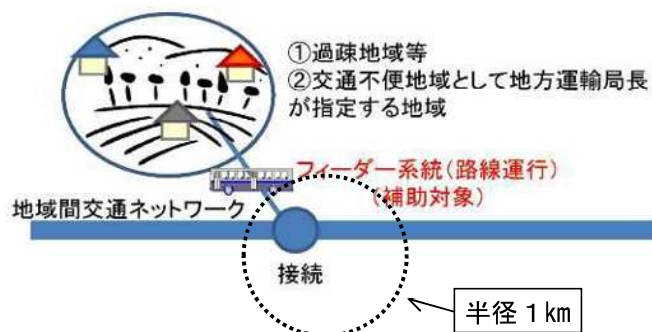 ①過疎地域等
②交通不便地域として地方運輸局長
が指定する地域
フィーダー系統(路線運行)
(補助対象)
地域間交通ネットワーク
接続
半径1km